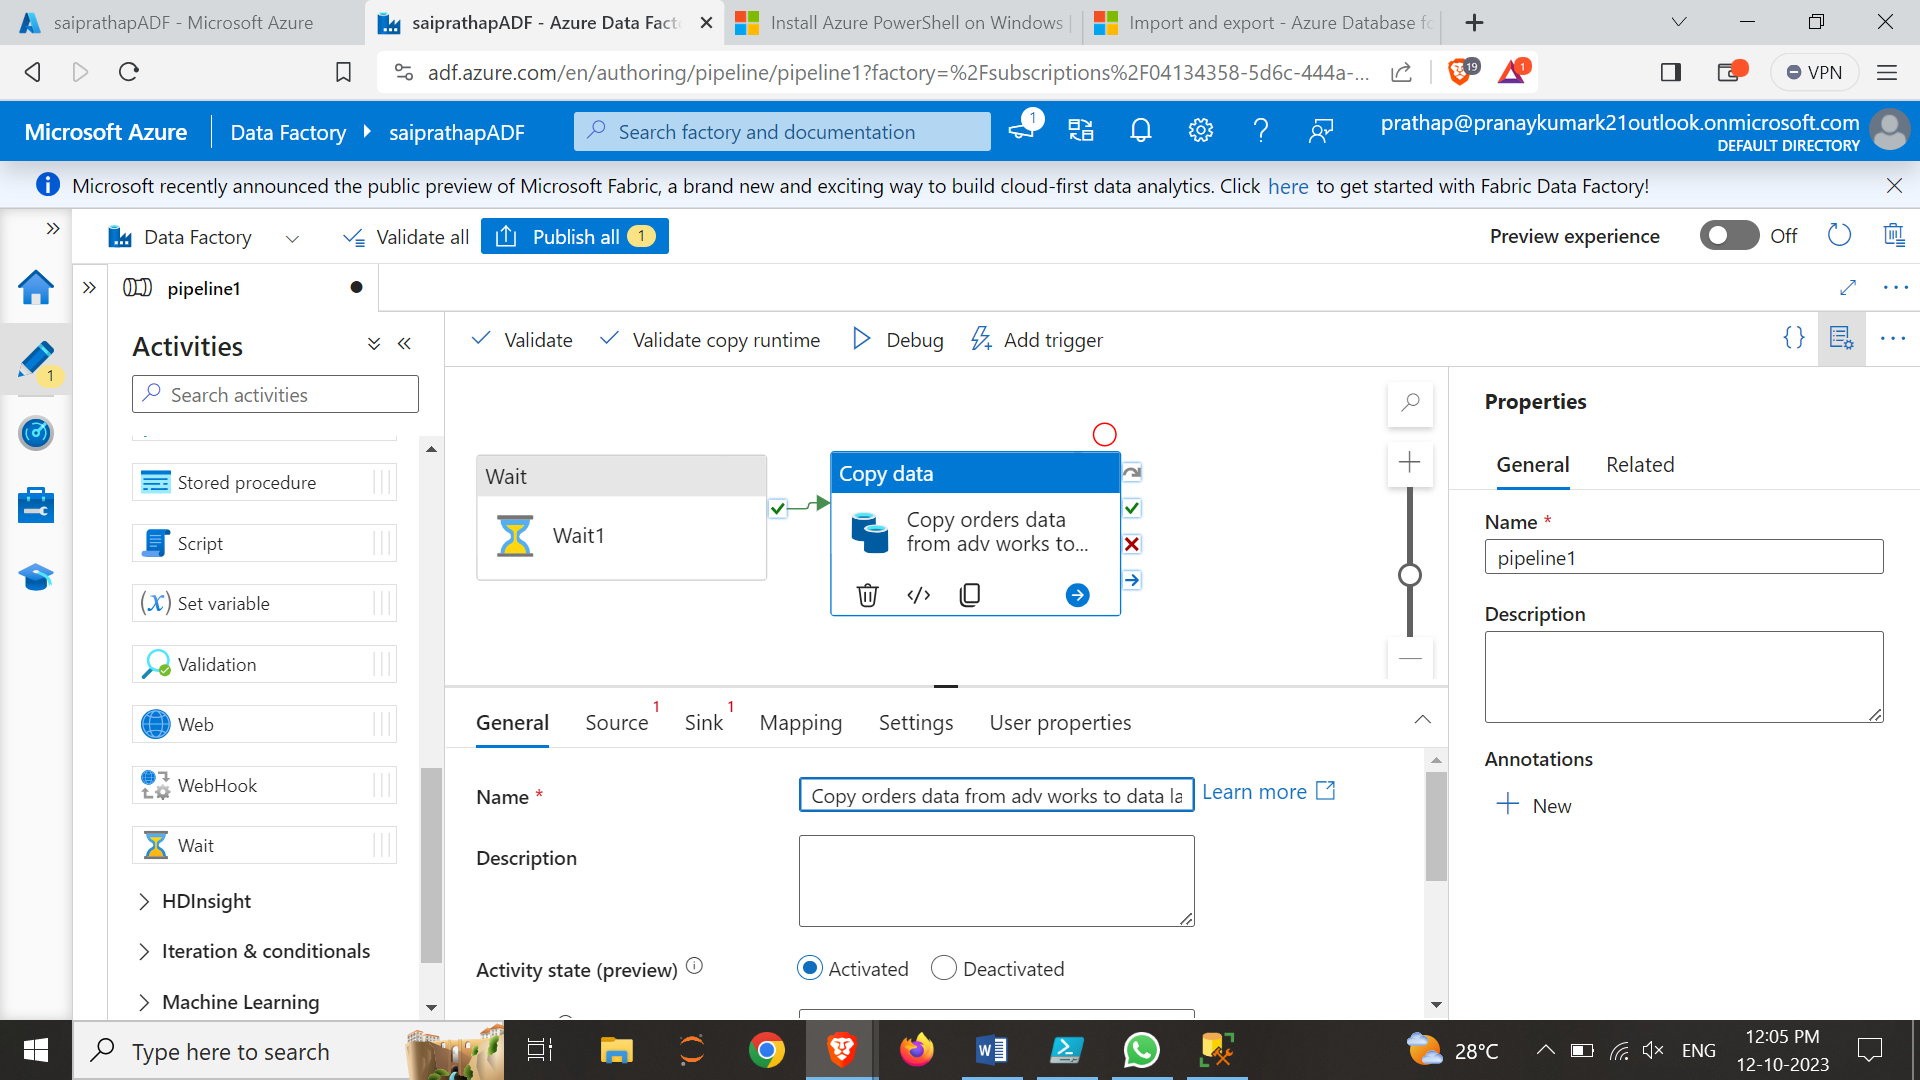 saiprathapADF - Microsoft Azure
saiprathapADF - Azure Data Facto
Install Azure PowerShell on Windows |
Import and export - Azure Database fo
adf.azure.com/en/authoring/pipeline/pipeline1?factory=%2Fsubscriptions%2F04134358-5d6c-444a-...
19
1
VPN
Microsoft Azure
Data Factory
saiprathapADF
Search factory and documentation
1
prathap@pranaykumark21outlook.onmicrosoft.com
DEFAULT DIRECTORY
Microsoft recently announced the public preview of Microsoft Fabric, a brand new and exciting way to build cloud-first data analytics. Click here to get started with Fabric Data Factory!
Data Factory
Validate all
Publish all 1
Preview experience
Off
pipeline1
1
Activities
Search activities
Stored procedure
Script
(x) Set variable
Validation
Web
WebHook
Wait
HDInsight
Iteration & conditionals
Machine Learning
Validate
Validate copy runtime
Debug
Add trigger
{}
Wait
Wait1
Copy data
Copy orders data
from adv works to...
General
Source 1
Sink 1
Mapping
Settings
User properties
Name *
Copy orders data from adv works to data la
Learn more
Description
Activity state (preview)
Activated
Deactivated
Properties
General
Related
Name *
pipeline1
Description
Annotations
New
Type here to search
28°C
ENG
12:05 PM
12-10-2023